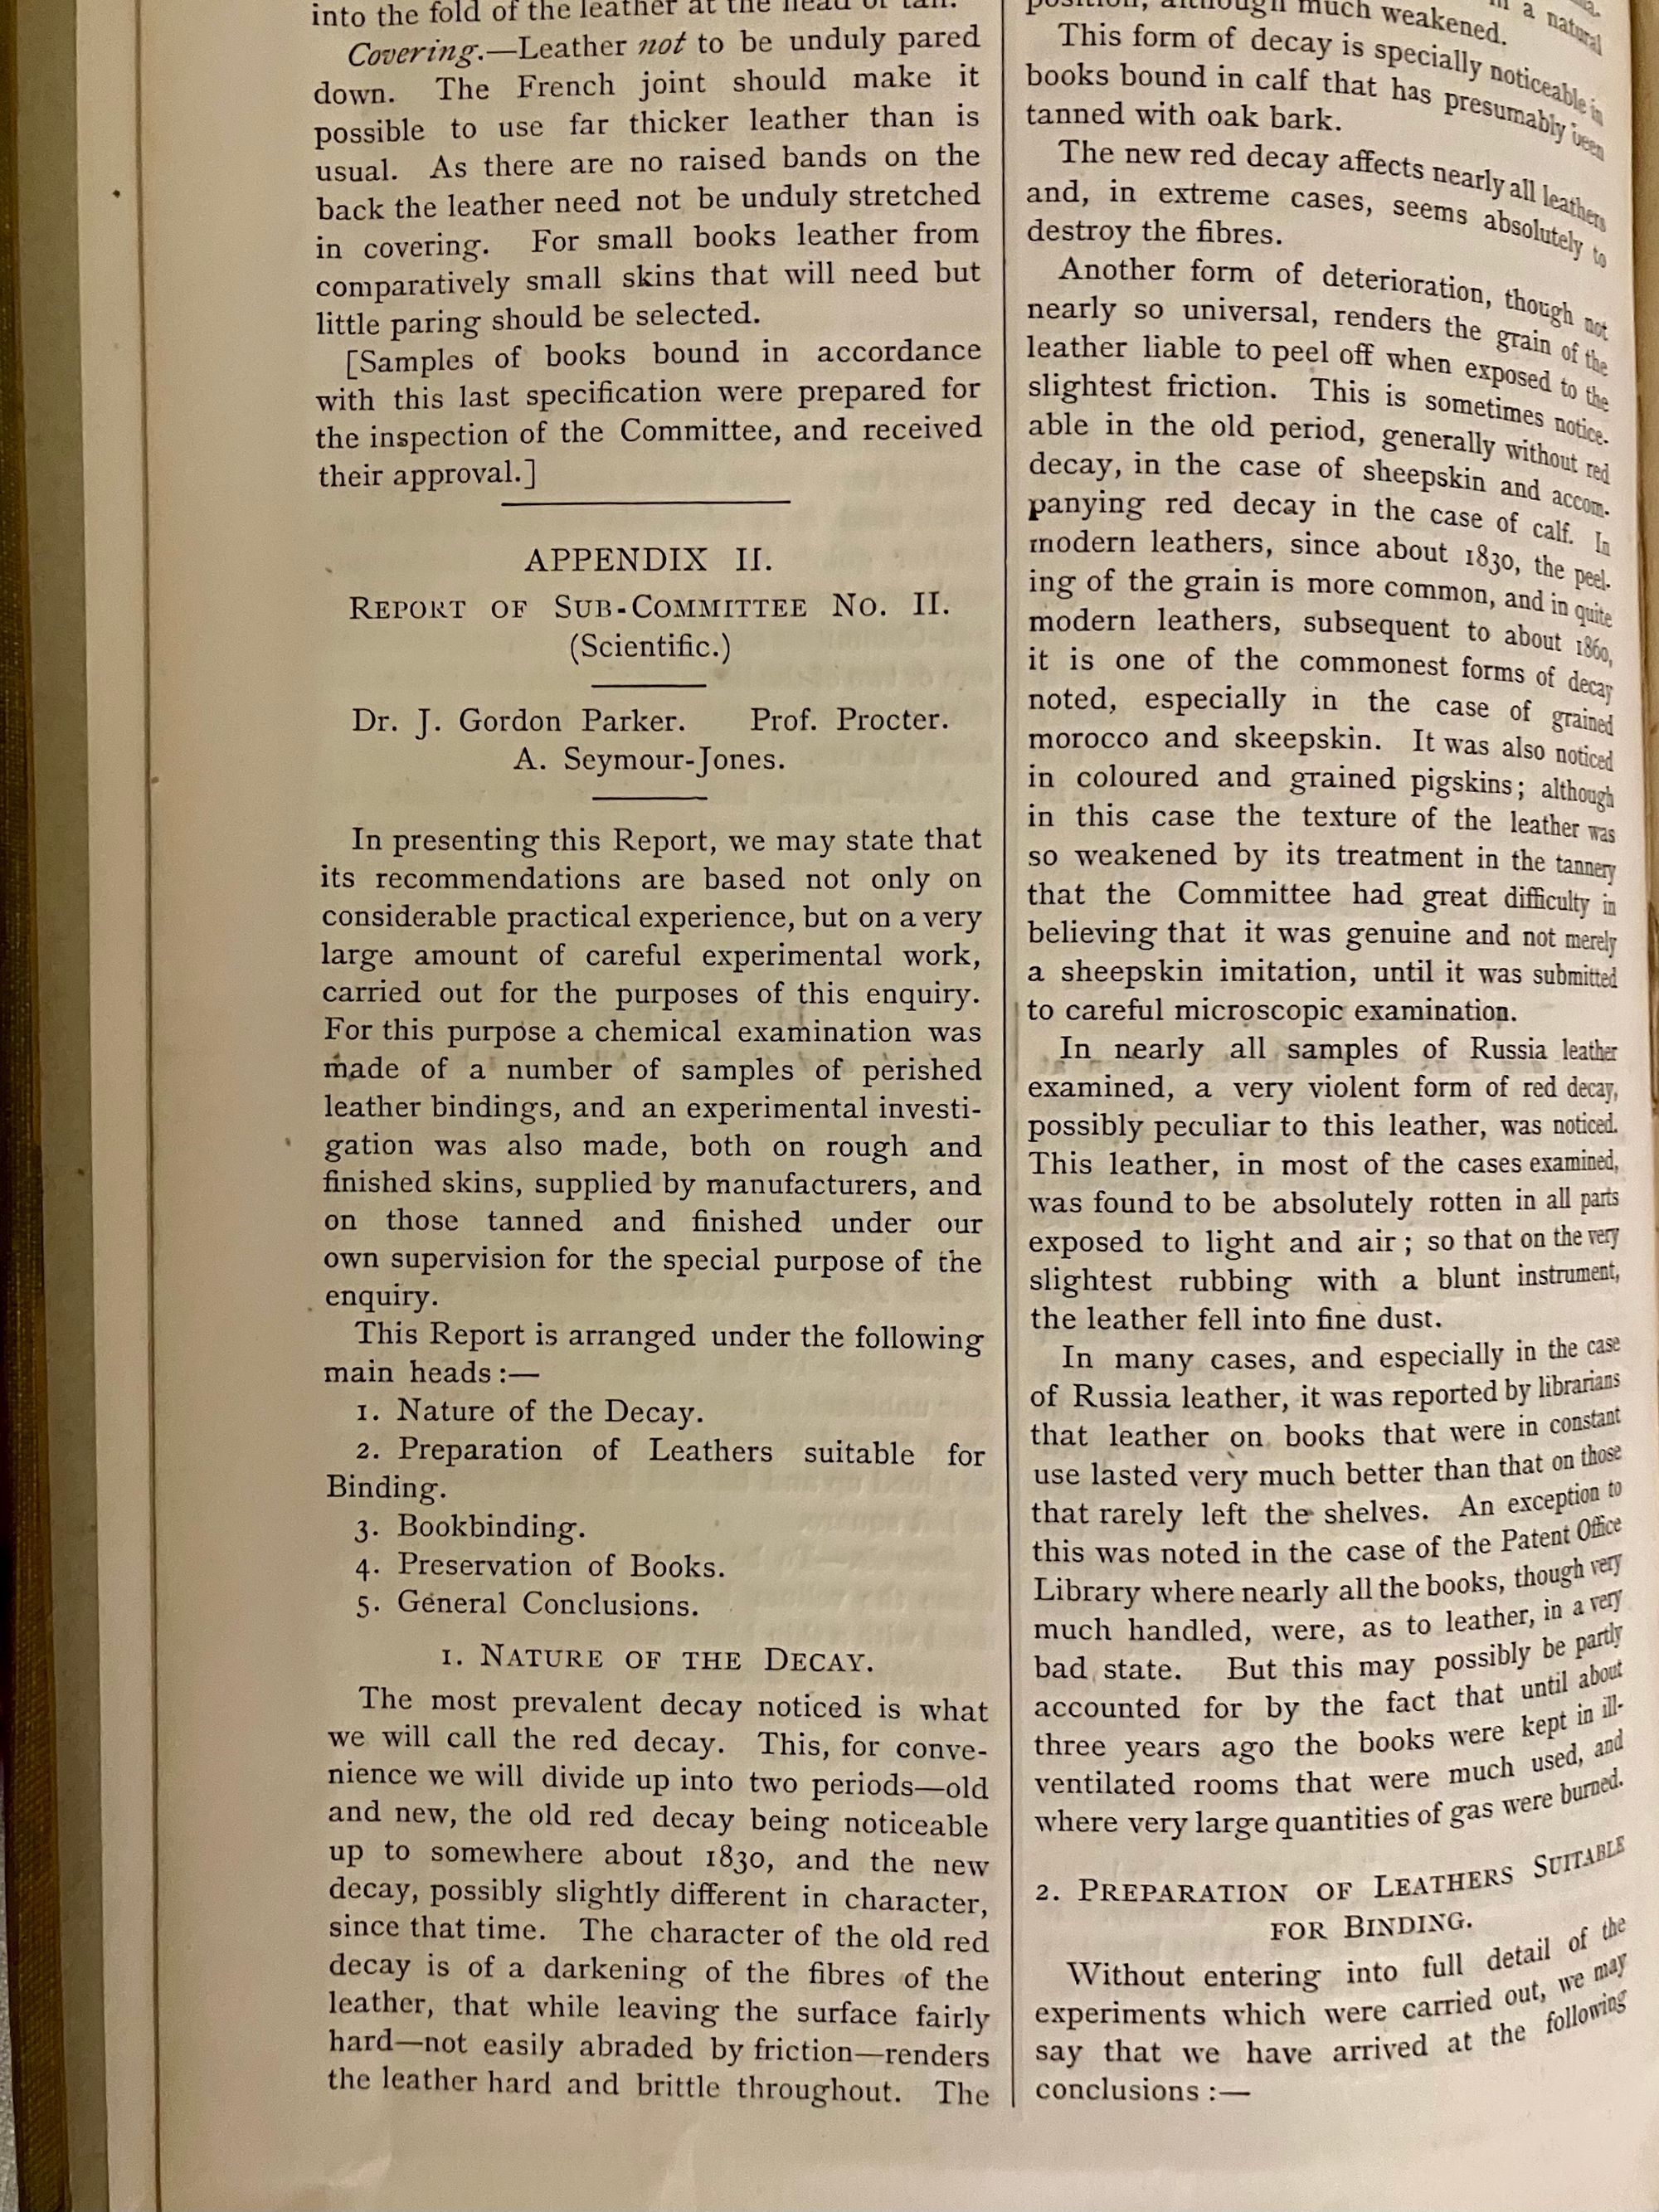 into the fold of the leather at the head or tail.
Covering.—Leather not to be unduly pared
down. The French joint should make it
possible to use far thicker leather than is
usual. As there are no raised bands on the
back the leather need not be unduly stretched
in covering. For small books leather from
comparatively small skins that will need but
little paring should be selected.
[Samples of books bound in accordance
with this last specification were prepared for
the inspection of the Committee, and received
their approval.]
APPENDIX II.
REPORT OF SUB-COMMITTEE No. II.
(Scientific.)
Dr. J. Gordon Parker. Prof. Procter.
A. Seymour-Jones.
In presenting this Report, we may state that
its recommendations are based not only on
considerable practical experience, but on a very
large amount of careful experimental work,
carried out for the purposes of this enquiry.
For this purpose a chemical examination was
made of a number of samples of perished
leather bindings, and an experimental investi-
gation was also made, both on rough and
finished skins, supplied by manufacturers, and
on those tanned and finished under our
own supervision for the special purpose of the
enquiry.
This Report is arranged under the following
main heads:—
1. Nature of the Decay.
2. Preparation of Leathers suitable for
Binding.
3. Bookbinding.
4. Preservation of Books.
5. General Conclusions.
1. NATURE OF THE DECAY.
The most prevalent decay noticed is what
we will call the red decay. This, for conve-
nience we will divide up into two periods—old
and new, the old red decay being noticeable
up to somewhere about 1830, and the new
decay, possibly slightly different in character,
since that time. The character of the old red
decay is of a darkening of the fibres of the
leather, that while leaving the surface fairly
hard—not easily abraded by friction—renders
the leather hard and brittle throughout. The
in a natural
position, although much weakened.
This form of decay is specially noticeable in
books bound in calf that has presumably been
tanned with oak bark.
The new red decay affects nearly all leathers
and, in extreme cases, seems absolutely to
destroy the fibres.
Another form of deterioration, though not
nearly so universal, renders the grain of the
leather liable to peel off when exposed to the
slightest friction. This is sometimes notice-
able in the old period, generally without red
decay, in the case of sheepskin and accom-
panying red decay in the case of calf. In
modern leathers, since about 1830, the peel-
ing of the grain is more common, and in quite
modern leathers, subsequent to about 1860,
it is one of the commonest forms of decay
noted, especially in the case of grained
morocco and skeepskin. It was also noticed
in coloured and grained pigskins; although
in this case the texture of the leather was
so weakened by its treatment in the tannery
that the Committee had great difficulty in
believing that it was genuine and not merely
a sheepskin imitation, until it was submitted
to careful microscopic examination.
In nearly all samples of Russia leather
examined, a very violent form of red decay,
possibly peculiar to this leather, was noticed.
This leather, in most of the cases examined,
was found to be absolutely rotten in all parts
exposed to light and air; so that on the very
slightest rubbing with a blunt instrument,
the leather fell into fine dust.
In many cases, and especially in the case
of Russia leather, it was reported by librarians
that leather on books that were in constant
use lasted very much better than that on those
that rarely left the shelves. An exception to
this was noted in the case of the Patent Office
Library where nearly all the books, though very
much handled, were, as to leather, in a very
bad state. But this may possibly be partly
accounted for by the fact that until about
three years ago the books were kept in ill-
ventilated rooms that were much used, and
where very large quantities of gas were burned.
2. PREPARATION OF LEATHERS SUITABLE
FOR BINDING.
Without entering into full detail of the
experiments which were carried out, we may
say that we have arrived at the following
conclusions:—